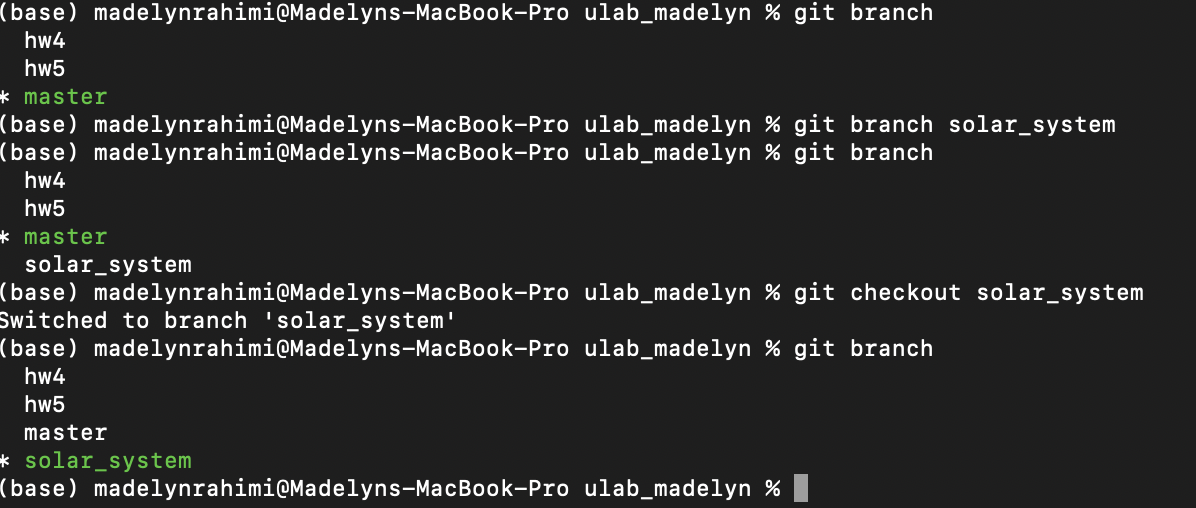 (base) madelynrahimi@Madelyns-MacBook-Pro ulab_madelyn % git branch
  hw4
  hw5
* master
(base) madelynrahimi@Madelyns-MacBook-Pro ulab_madelyn % git branch solar_system
(base) madelynrahimi@Madelyns-MacBook-Pro ulab_madelyn % git branch
  hw4
  hw5
* master
  solar_system
(base) madelynrahimi@Madelyns-MacBook-Pro ulab_madelyn % git checkout solar_system
Switched to branch 'solar_system'
(base) madelynrahimi@Madelyns-MacBook-Pro ulab_madelyn % git branch
  hw4
  hw5
  master
* solar_system
(base) madelynrahimi@Madelyns-MacBook-Pro ulab_madelyn %